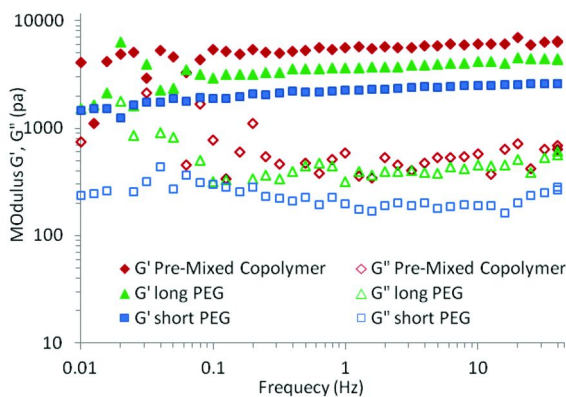 10000
1000
100
10
MOdulus G', G" (pa)
G' Pre-Mixed Copolymer
G" Pre-Mixed Copolymer
G' long PEG
G" long PEG
G' short PEG
G" short PEG
0.01
0.1
1
10
Frequecy (Hz)